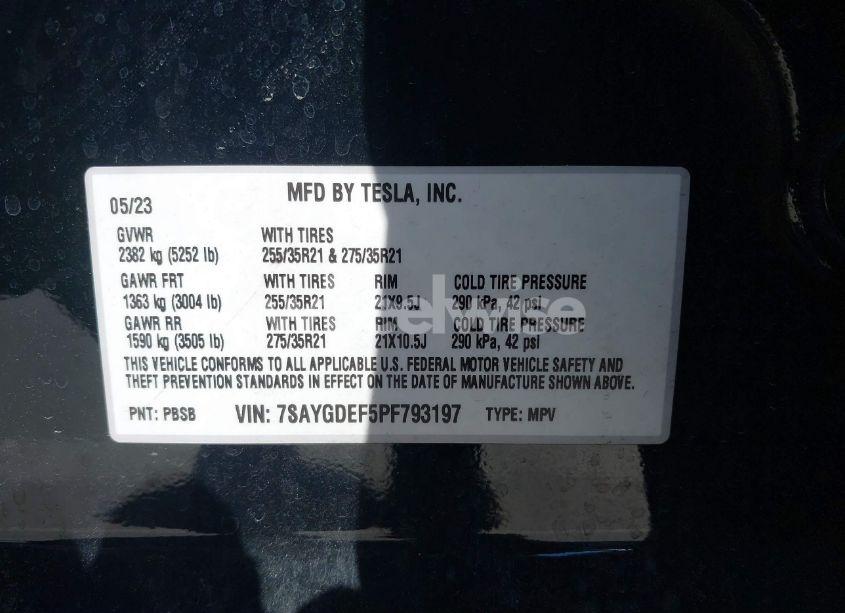 MFD BY TESLA, INC.
05/23
GVWR WITH TIRES
2382 kg (5252 lb) 255/35R21 & 275/35R21
GAWR FRT WITH TIRES RIM COLD TIRE PRESSURE
1363 kg (3004 lb) 255/35R21 21X9.5J 290 kPa, 42 psi
GAWR RR WITH TIRES RIM COLD TIRE PRESSURE
1590 kg (3505 lb) 275/35R21 21X10.5J 290 kPa, 42 psi
THIS VEHICLE CONFORMS TO ALL APPLICABLE U.S. FEDERAL MOTOR VEHICLE SAFETY AND
THEFT PREVENTION STANDARDS IN EFFECT ON THE DATE OF MANUFACTURE SHOWN ABOVE.
PNT: PBSB VIN: 7SAYGDEF5PF793197 TYPE: MPV